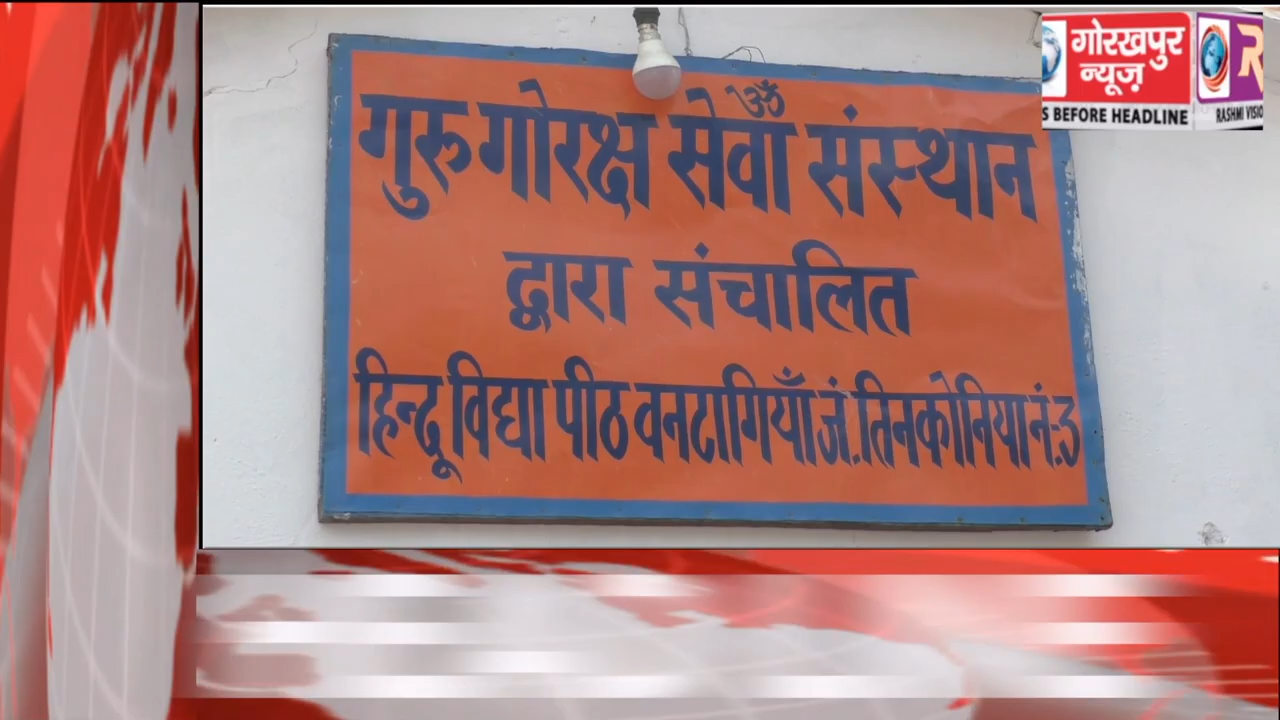 ॐ
गुरु गोरक्ष सेवा संस्थान
द्वारा संचालित
हिन्दू विद्या पीठ वनटागियाँ जं. तिनकोनिया नं.-3
गोरखपुर
न्यूज़
S BEFORE HEADLINE
R
RASHMI VISIO